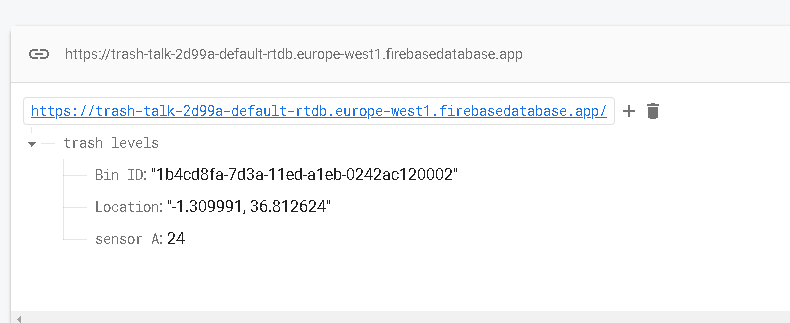 https://trash-talk-2d99a-default-rtdb.europe-west1.firebasedatabase.app
https://trash-talk-2d99a-default-rtdb.europe-west1.firebasedatabase.app/
trash levels
Bin ID: "1b4cd8fa-7d3a-11ed-a1eb-0242ac120002"
Location: "-1.309991, 36.812624"
sensor A: 24